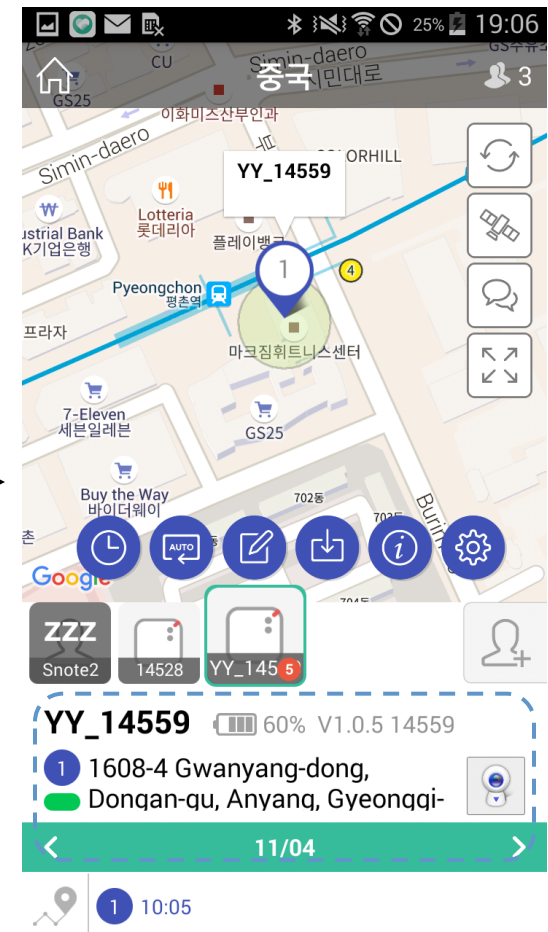 25% 19:06
CU
Simin-daero
시민대로
GS25
중국
3
이화미즈산부인과
Simin-daero
COLORHILL
YY_14559
Lotteria
롯데리아
ustrial Bank
K기업은행
플레이뱅크
1
4
Pyeongchon
평촌역
프라자
마크짐휘트니스센터
7-Eleven
세븐일레븐
GS25
Buy the Way
바이더웨이
702동
촌
AUTO
i
Google
704동
zzz
Snote2
14528
YY_145
5
YY_14559 60% V1.0.5 14559
1 1608-4 Gwanyang-dong,
Dongan-gu, Anyang, Gyeonggi-
11/04
1 10:05